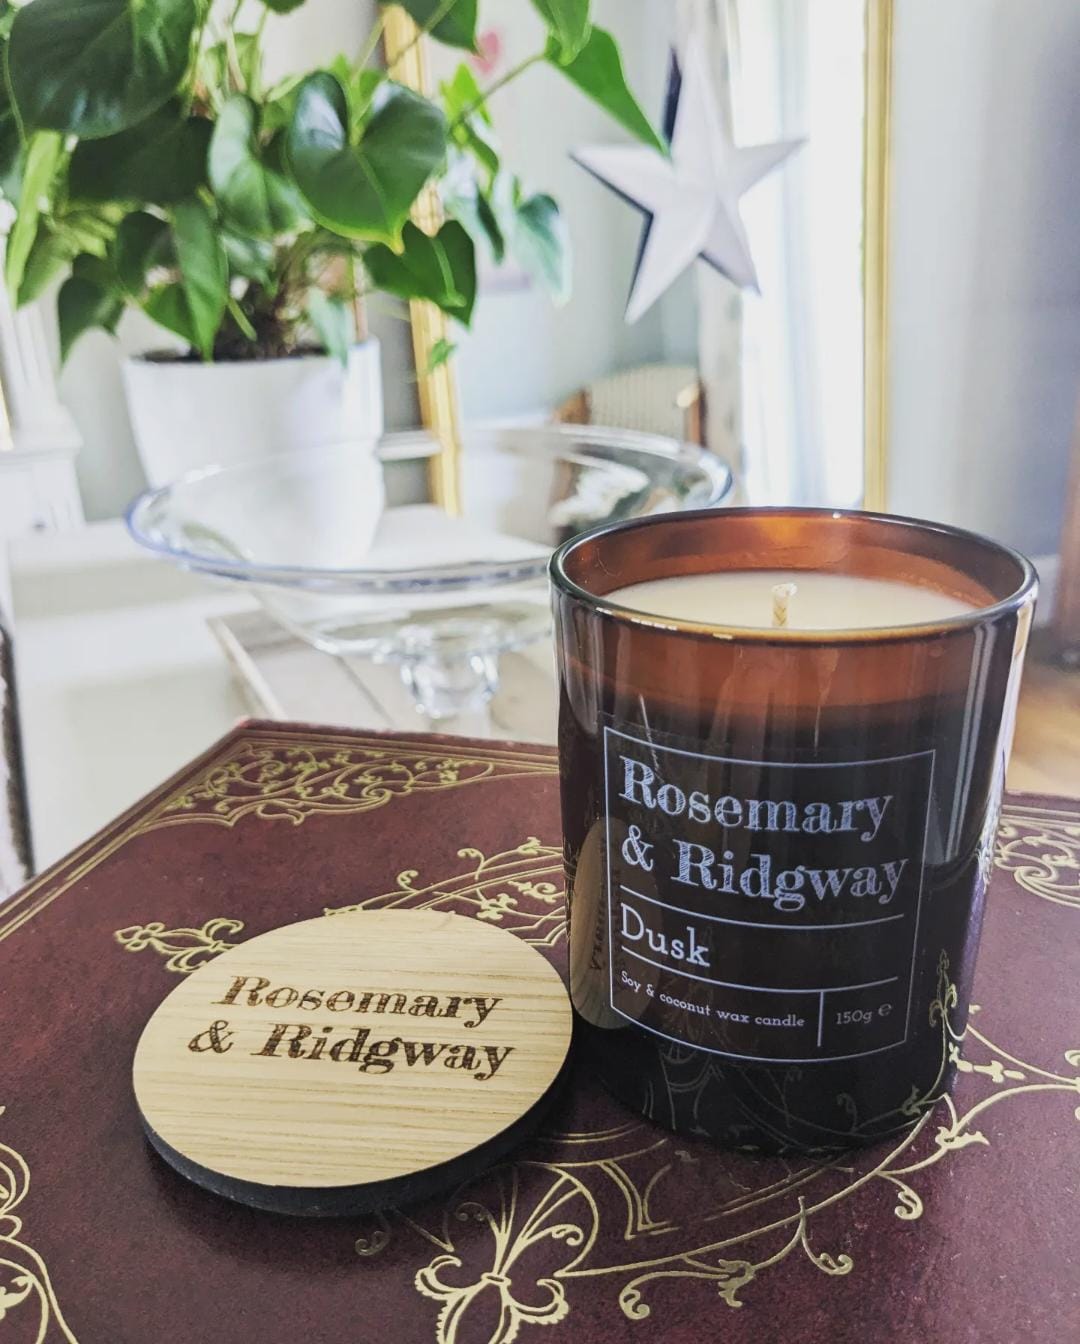 Rosemary
& Ridgway
Dusk
Soy & coconut wax candle
150g e
Rosemary
& Ridgway